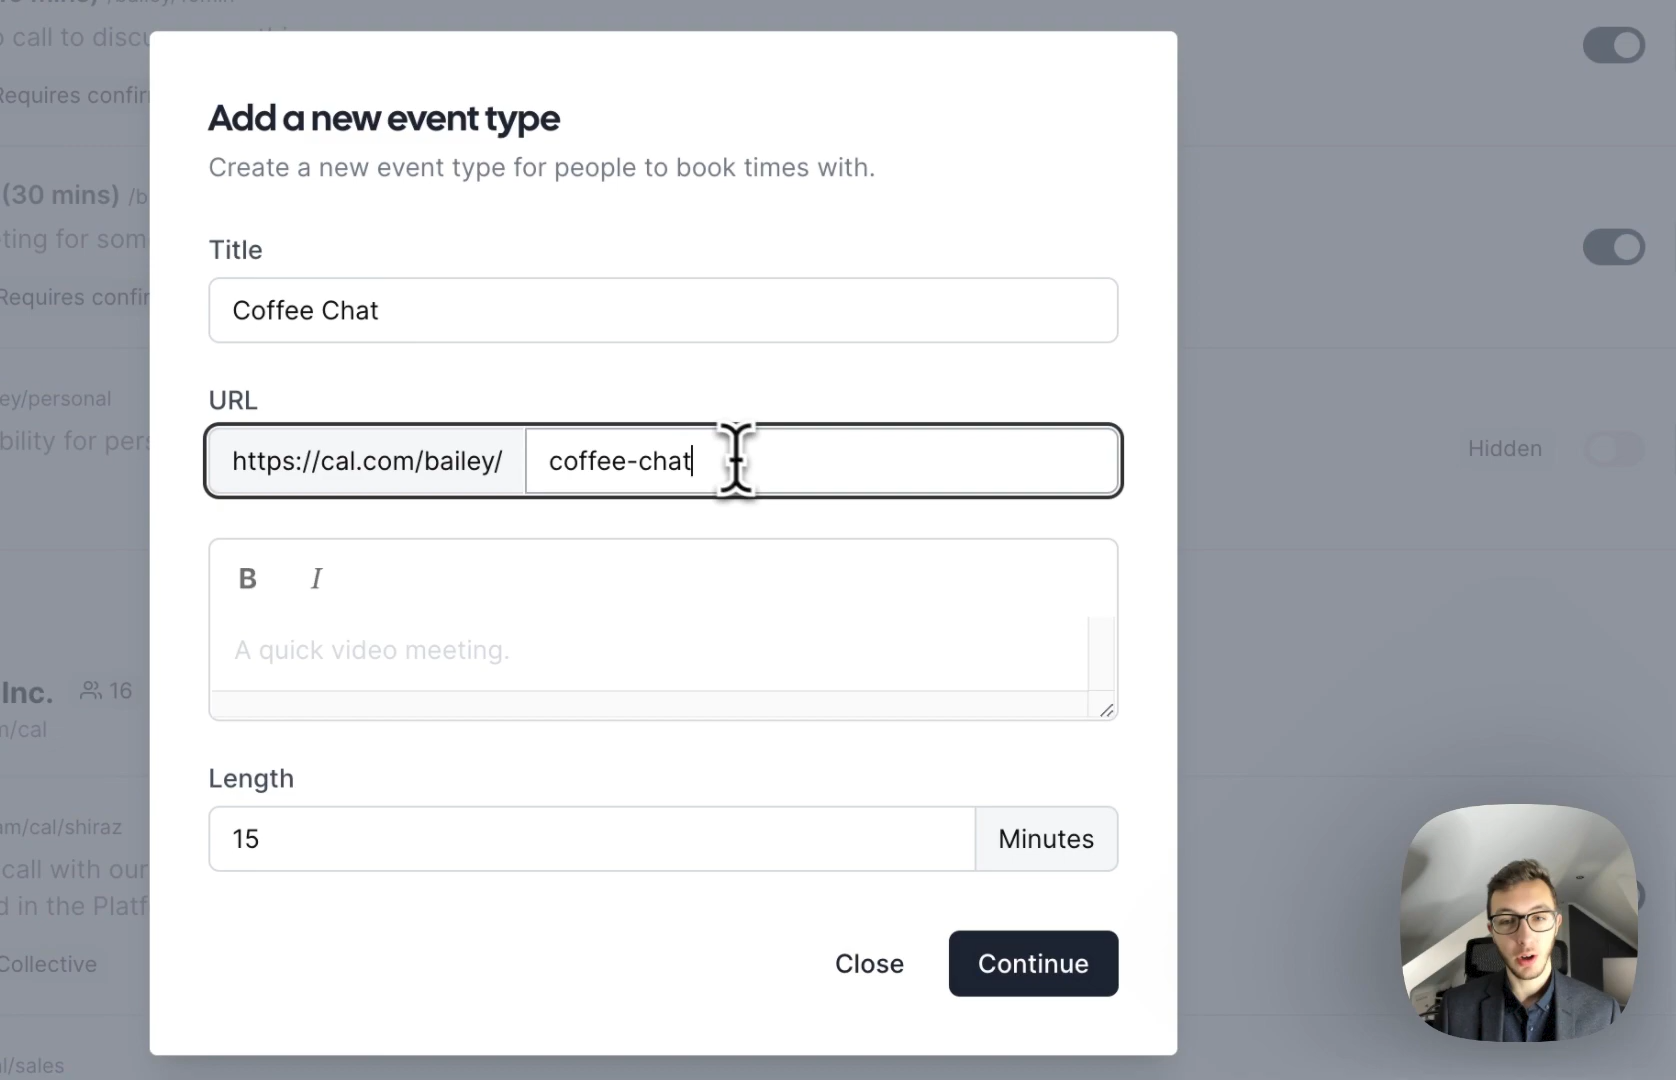 call to discu
Requires confir
(30 mins) /b
ting for som
Requires confir
ey/personal
bility for pers
Hidden
Inc. 16
m/cal
am/cal/shiraz
call with our
d in the Platf
Collective
al/sales
Add a new event type
Create a new event type for people to book times with.
Title
Coffee Chat
URL
https://cal.com/bailey/ coffee-chat
B I
A quick video meeting.
Length
15 Minutes
Close Continue